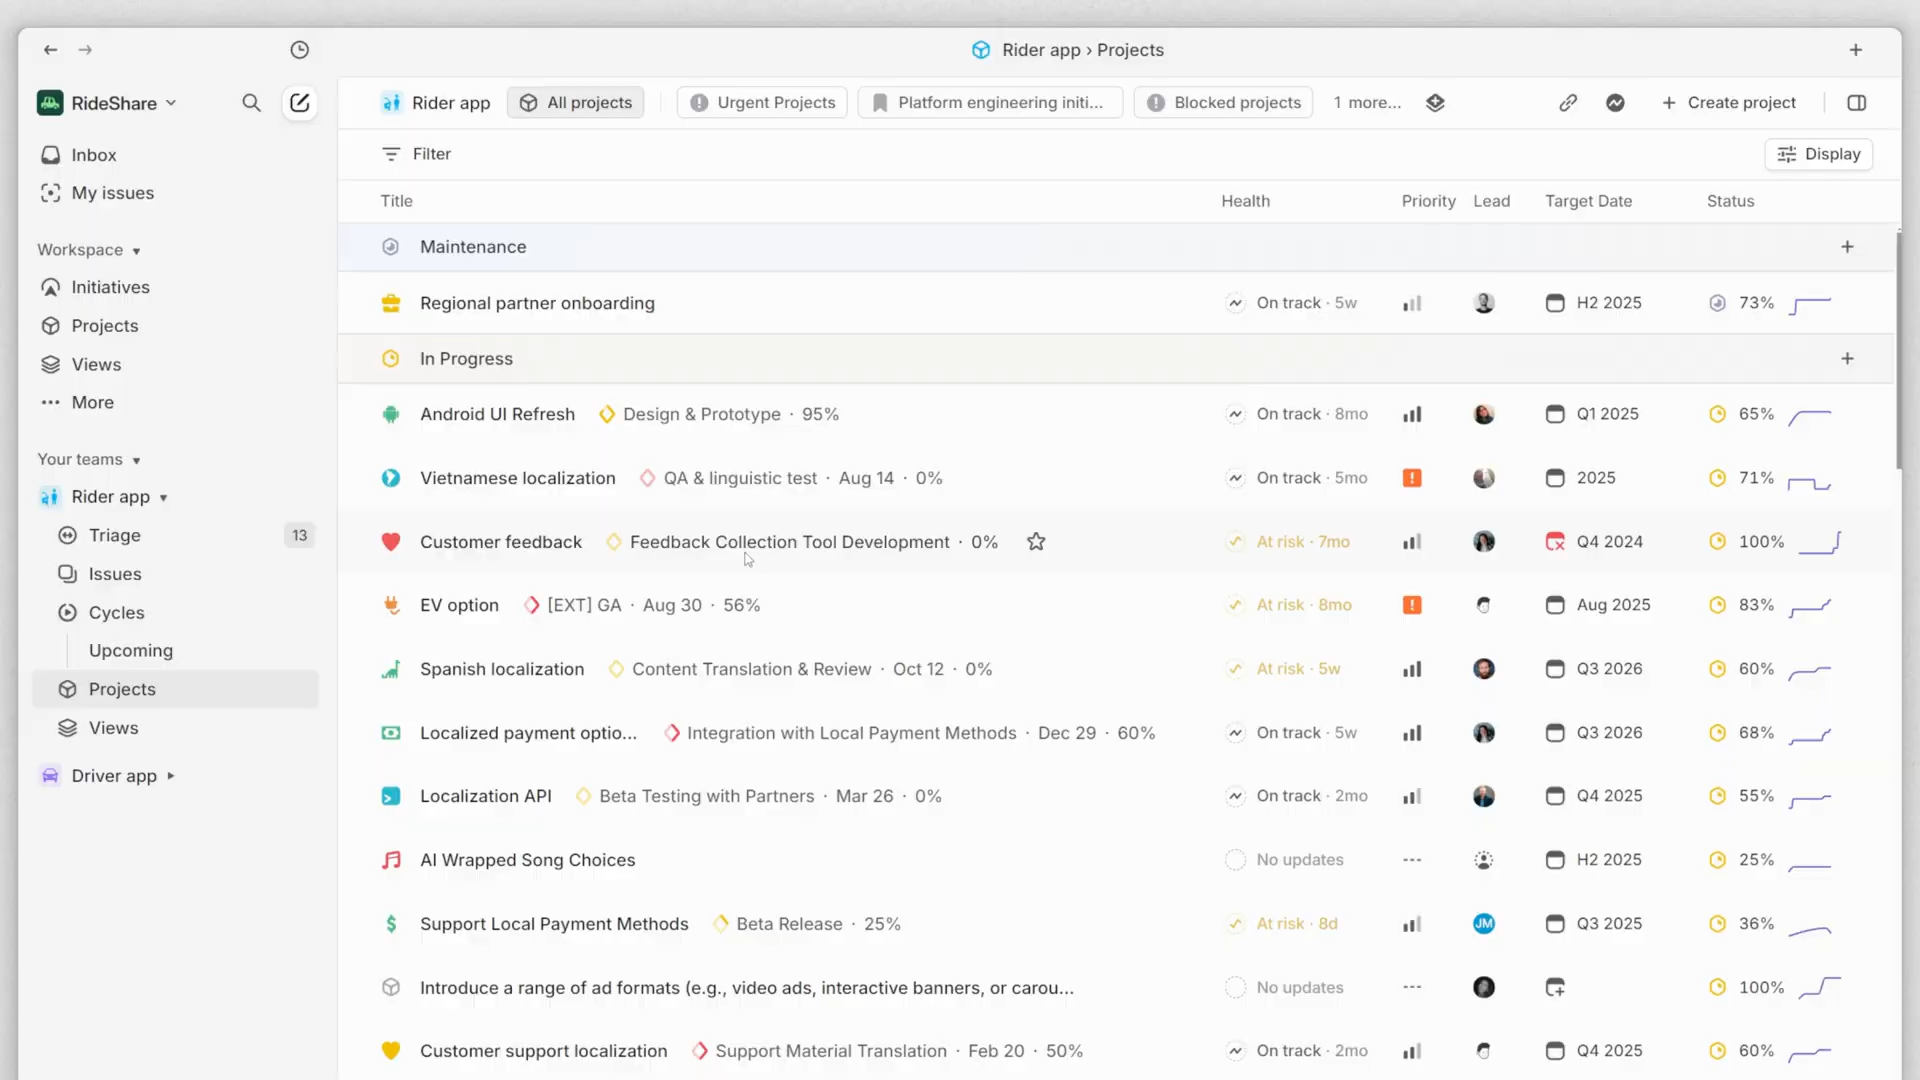 Rider app › Projects
RideShare
Rider app
All projects
Urgent Projects
Platform engineering initi...
Blocked projects
1 more...
Create project
Inbox
My issues
Filter
Display
Title Health Priority Lead Target Date Status
Workspace
Initiatives
Projects
Views
More
Your teams
Rider app
Triage 13
Issues
Cycles
Upcoming
Projects
Views
Driver app
Maintenance
Regional partner onboarding On track · 5w H2 2025 73%
In Progress
Android UI Refresh Design & Prototype · 95% On track · 8mo Q1 2025 65%
Vietnamese localization QA & linguistic test · Aug 14 · 0% On track · 5mo 2025 71%
Customer feedback Feedback Collection Tool Development · 0% At risk · 7mo Q4 2024 100%
EV option [EXT] GA · Aug 30 · 56% At risk · 8mo Aug 2025 83%
Spanish localization Content Translation & Review · Oct 12 · 0% At risk · 5w Q3 2026 60%
Localized payment optio... Integration with Local Payment Methods · Dec 29 · 60% On track · 5w Q3 2026 68%
Localization API Beta Testing with Partners · Mar 26 · 0% On track · 2mo Q4 2025 55%
AI Wrapped Song Choices No updates --- H2 2025 25%
Support Local Payment Methods Beta Release · 25% At risk · 8d JM Q3 2025 36%
Introduce a range of ad formats (e.g., video ads, interactive banners, or carou... No updates --- 100%
Customer support localization Support Material Translation · Feb 20 · 50% On track · 2mo Q4 2025 60%